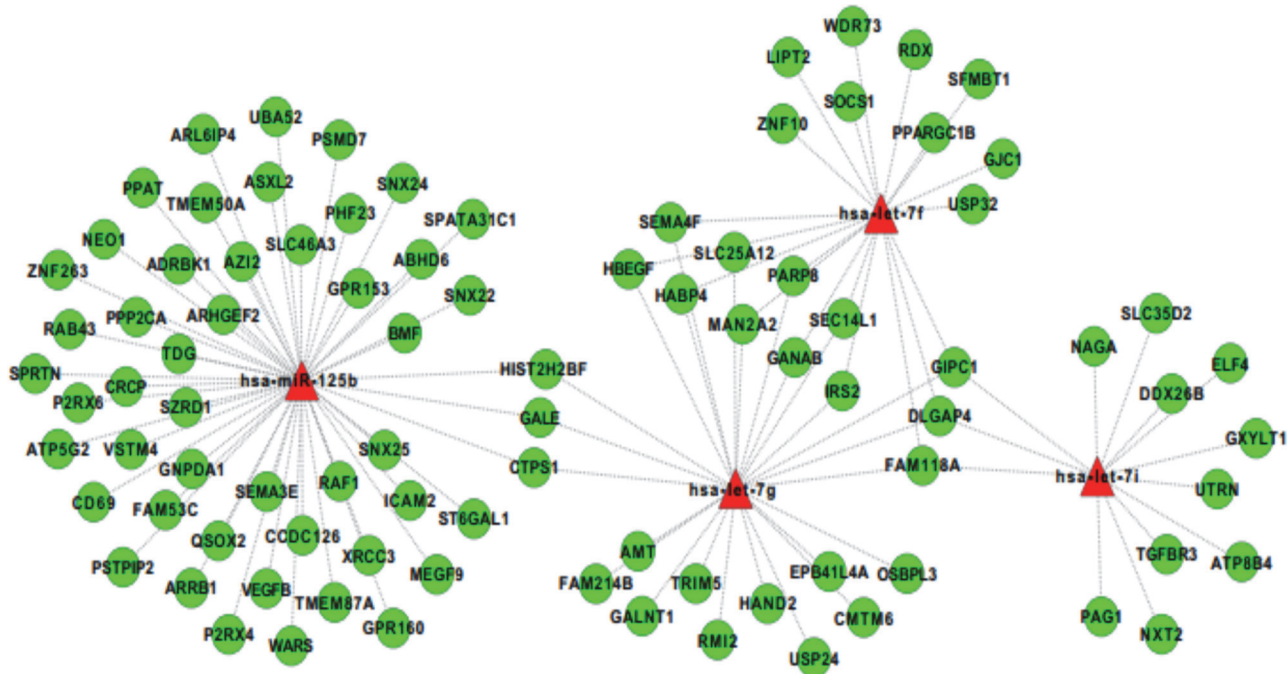 WDR73
LIPT2
RDX
SFMBT1
SOCS1
ZNF10
PPARGC1B
GJC1
USP32
hsa-let-7f
UBA52
ARL6IP4
PSMD7
ASXL2
SNX24
PPAT
TMEM50A
PHF23
SPATA31C1
NEO1
SLC46A3
ADRBK1
AZI2
ABHD6
ZNF263
GPR153
SNX22
PPP2CA
ARHGEF2
RAB43
BMF
TDG
SPRTN
hsa-miR-125b
CRCP
P2RX6
SZRD1
ATP5G2
VSTM4
SNX25
GNPDA1
CD69
FAM53C
SEMA3E
RAF1
ICAM2
ST6GAL1
QSOX2
CCDC126
XRCC3
PSTPIP2
MEGF9
ARRB1
VEGFB
TMEM87A
P2RX4
GPR160
WARS
SEMA4F
SLC25A12
HBEGF
PARP8
HABP4
MAN2A2
SEC14L1
GANAB
HIST2H2BF
GIPC1
IRS2
GALE
DLGAP4
CTPS1
FAM118A
hsa-let-7g
AMT
FAM214B
TRIM5
EPB41L4A
OSBPL3
GALNT1
HAND2
CMTM6
RMI2
USP24
SLC35D2
NAGA
ELF4
DDX26B
GXYLT1
hsa-let-7i
UTRN
TGFBR3
ATP8B4
PAG1
NXT2